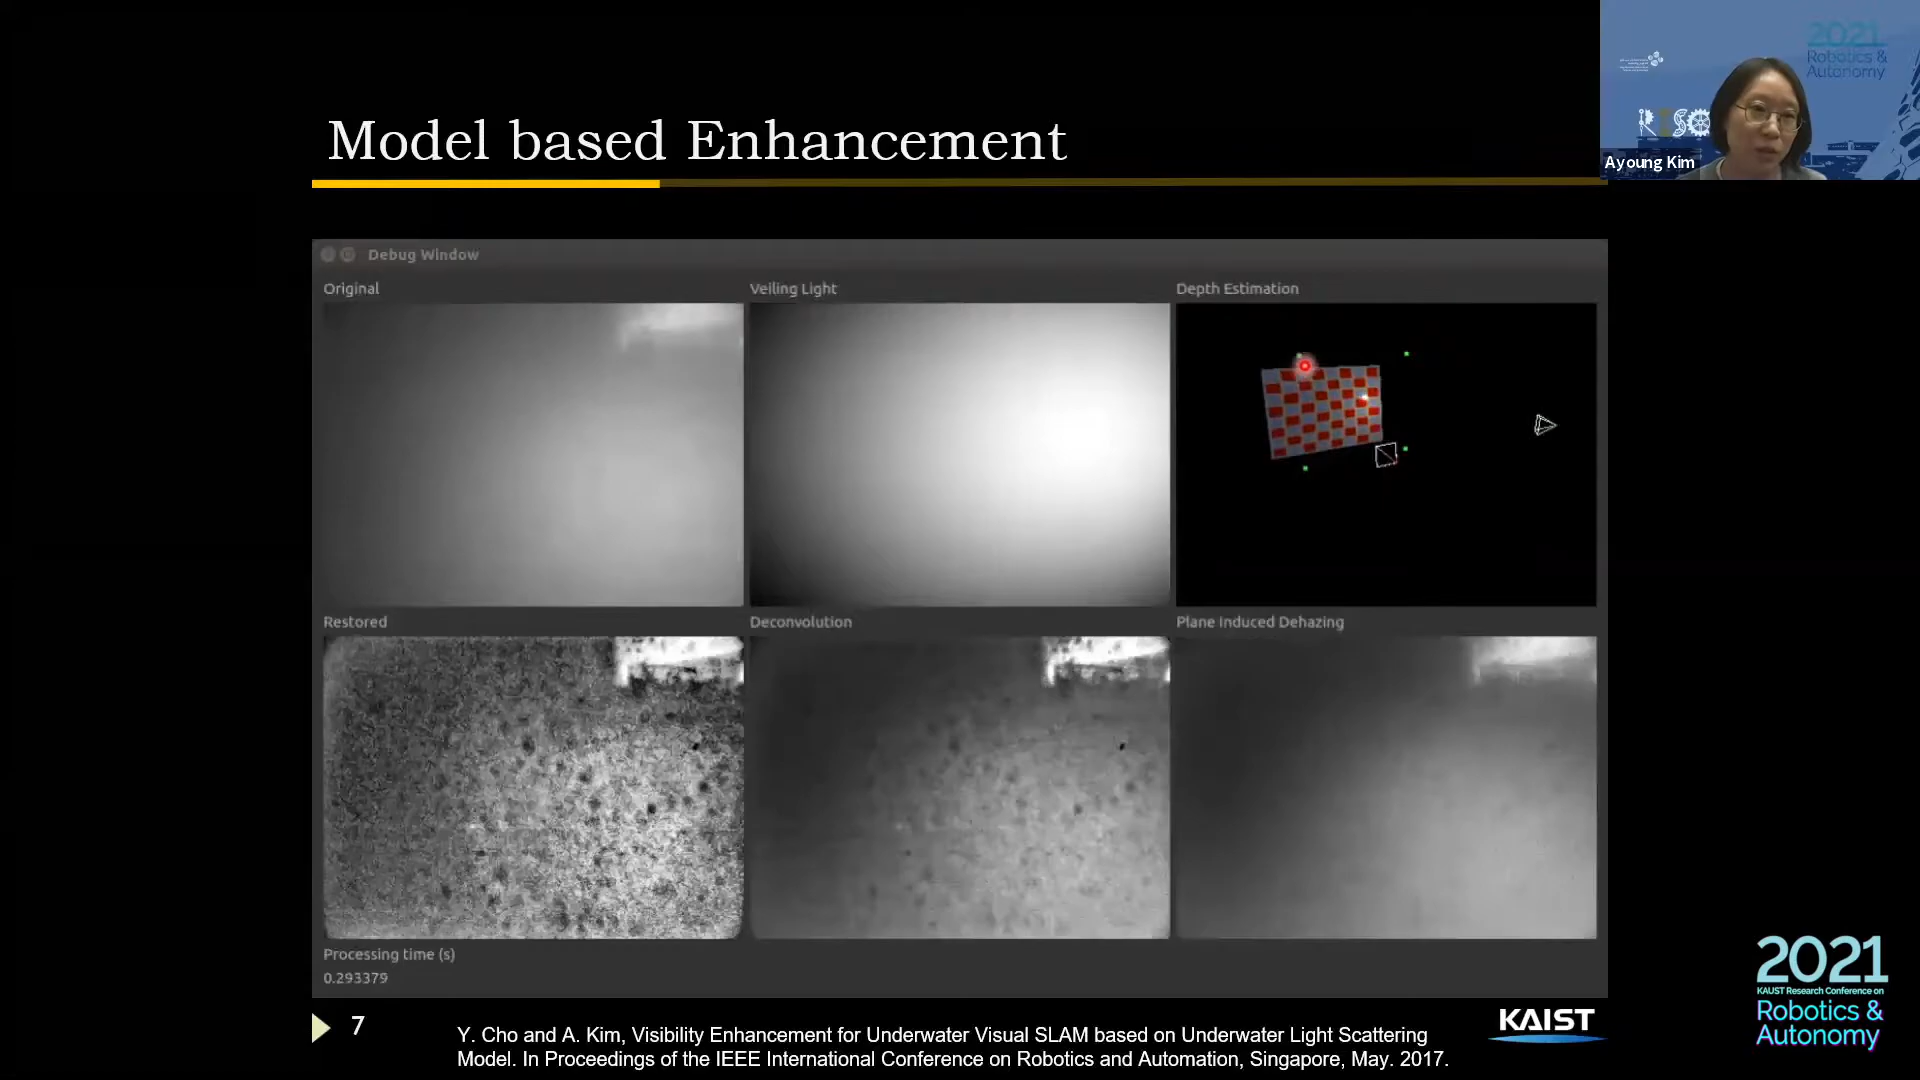 Model based Enhancement
2021
Robotics &
Autonomy
Ayoung Kim
Debug Window
Original
Veiling Light
Depth Estimation
Restored
Deconvolution
Plane Induced Dehazing
Processing time (s)
0.293379
7
Y. Cho and A. Kim, Visibility Enhancement for Underwater Visual SLAM based on Underwater Light Scattering
Model. In Proceedings of the IEEE International Conference on Robotics and Automation, Singapore, May. 2017.
KAIST
2021
KAUST Research Conference on
Robotics &
Autonomy